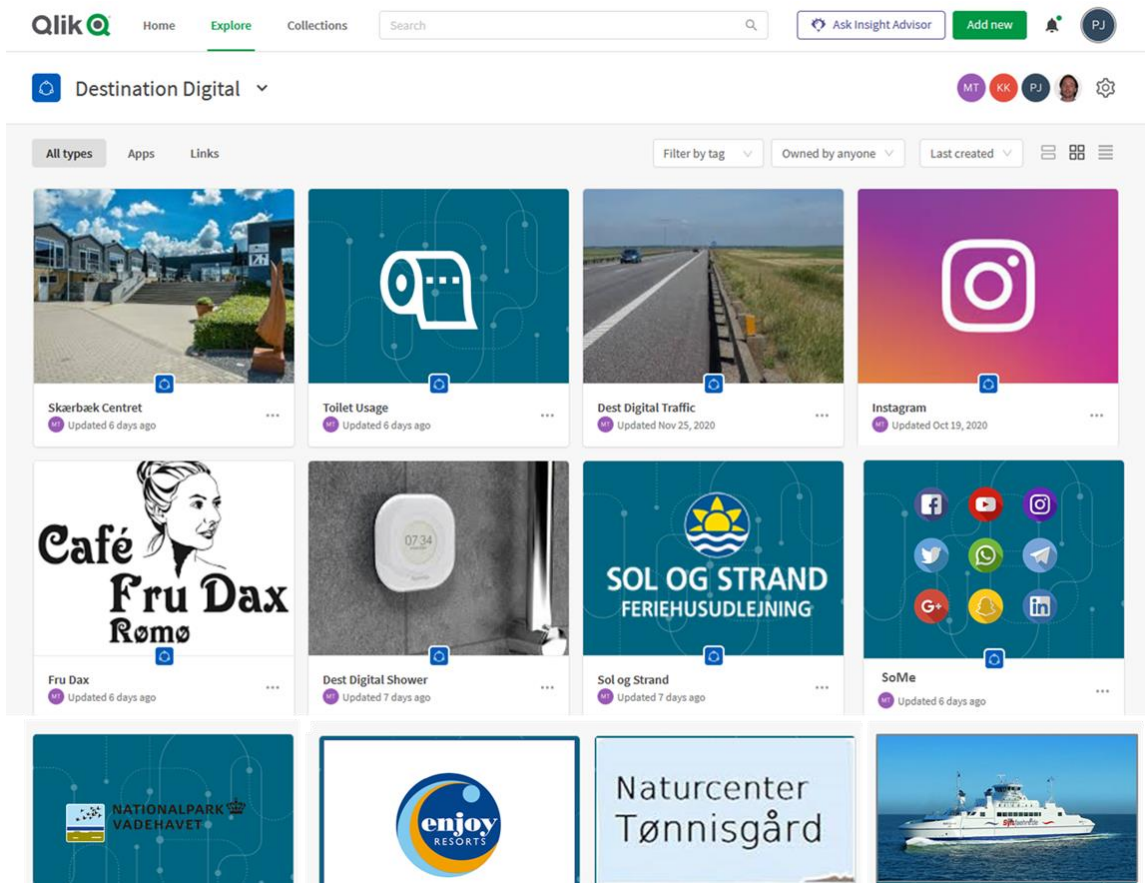 Qlik Home Explore Collections Search Ask Insight Advisor Add new PJ
Destination Digital MT KK PJ
All types Apps Links Filter by tag Owned by anyone Last created
Skærbæk Centret
MT Updated 6 days ago
Toilet Usage
MT Updated 6 days ago
Dest Digital Traffic
MT Updated Nov 25, 2020
Instagram
MT Updated Oct 19, 2020
Café
Fru Dax
Rømø
Fru Dax
MT Updated 6 days ago
07:34
Dest Digital Shower
MT Updated 7 days ago
SOL OG STRAND
FERIEHUSUDLEJNING
Sol og Strand
MT Updated 7 days ago
G+ in
SoMe
MT Updated 6 days ago
NATIONALPARK
VADEHAVET
enjoy
RESORTS
Naturcenter
Tønnisgård